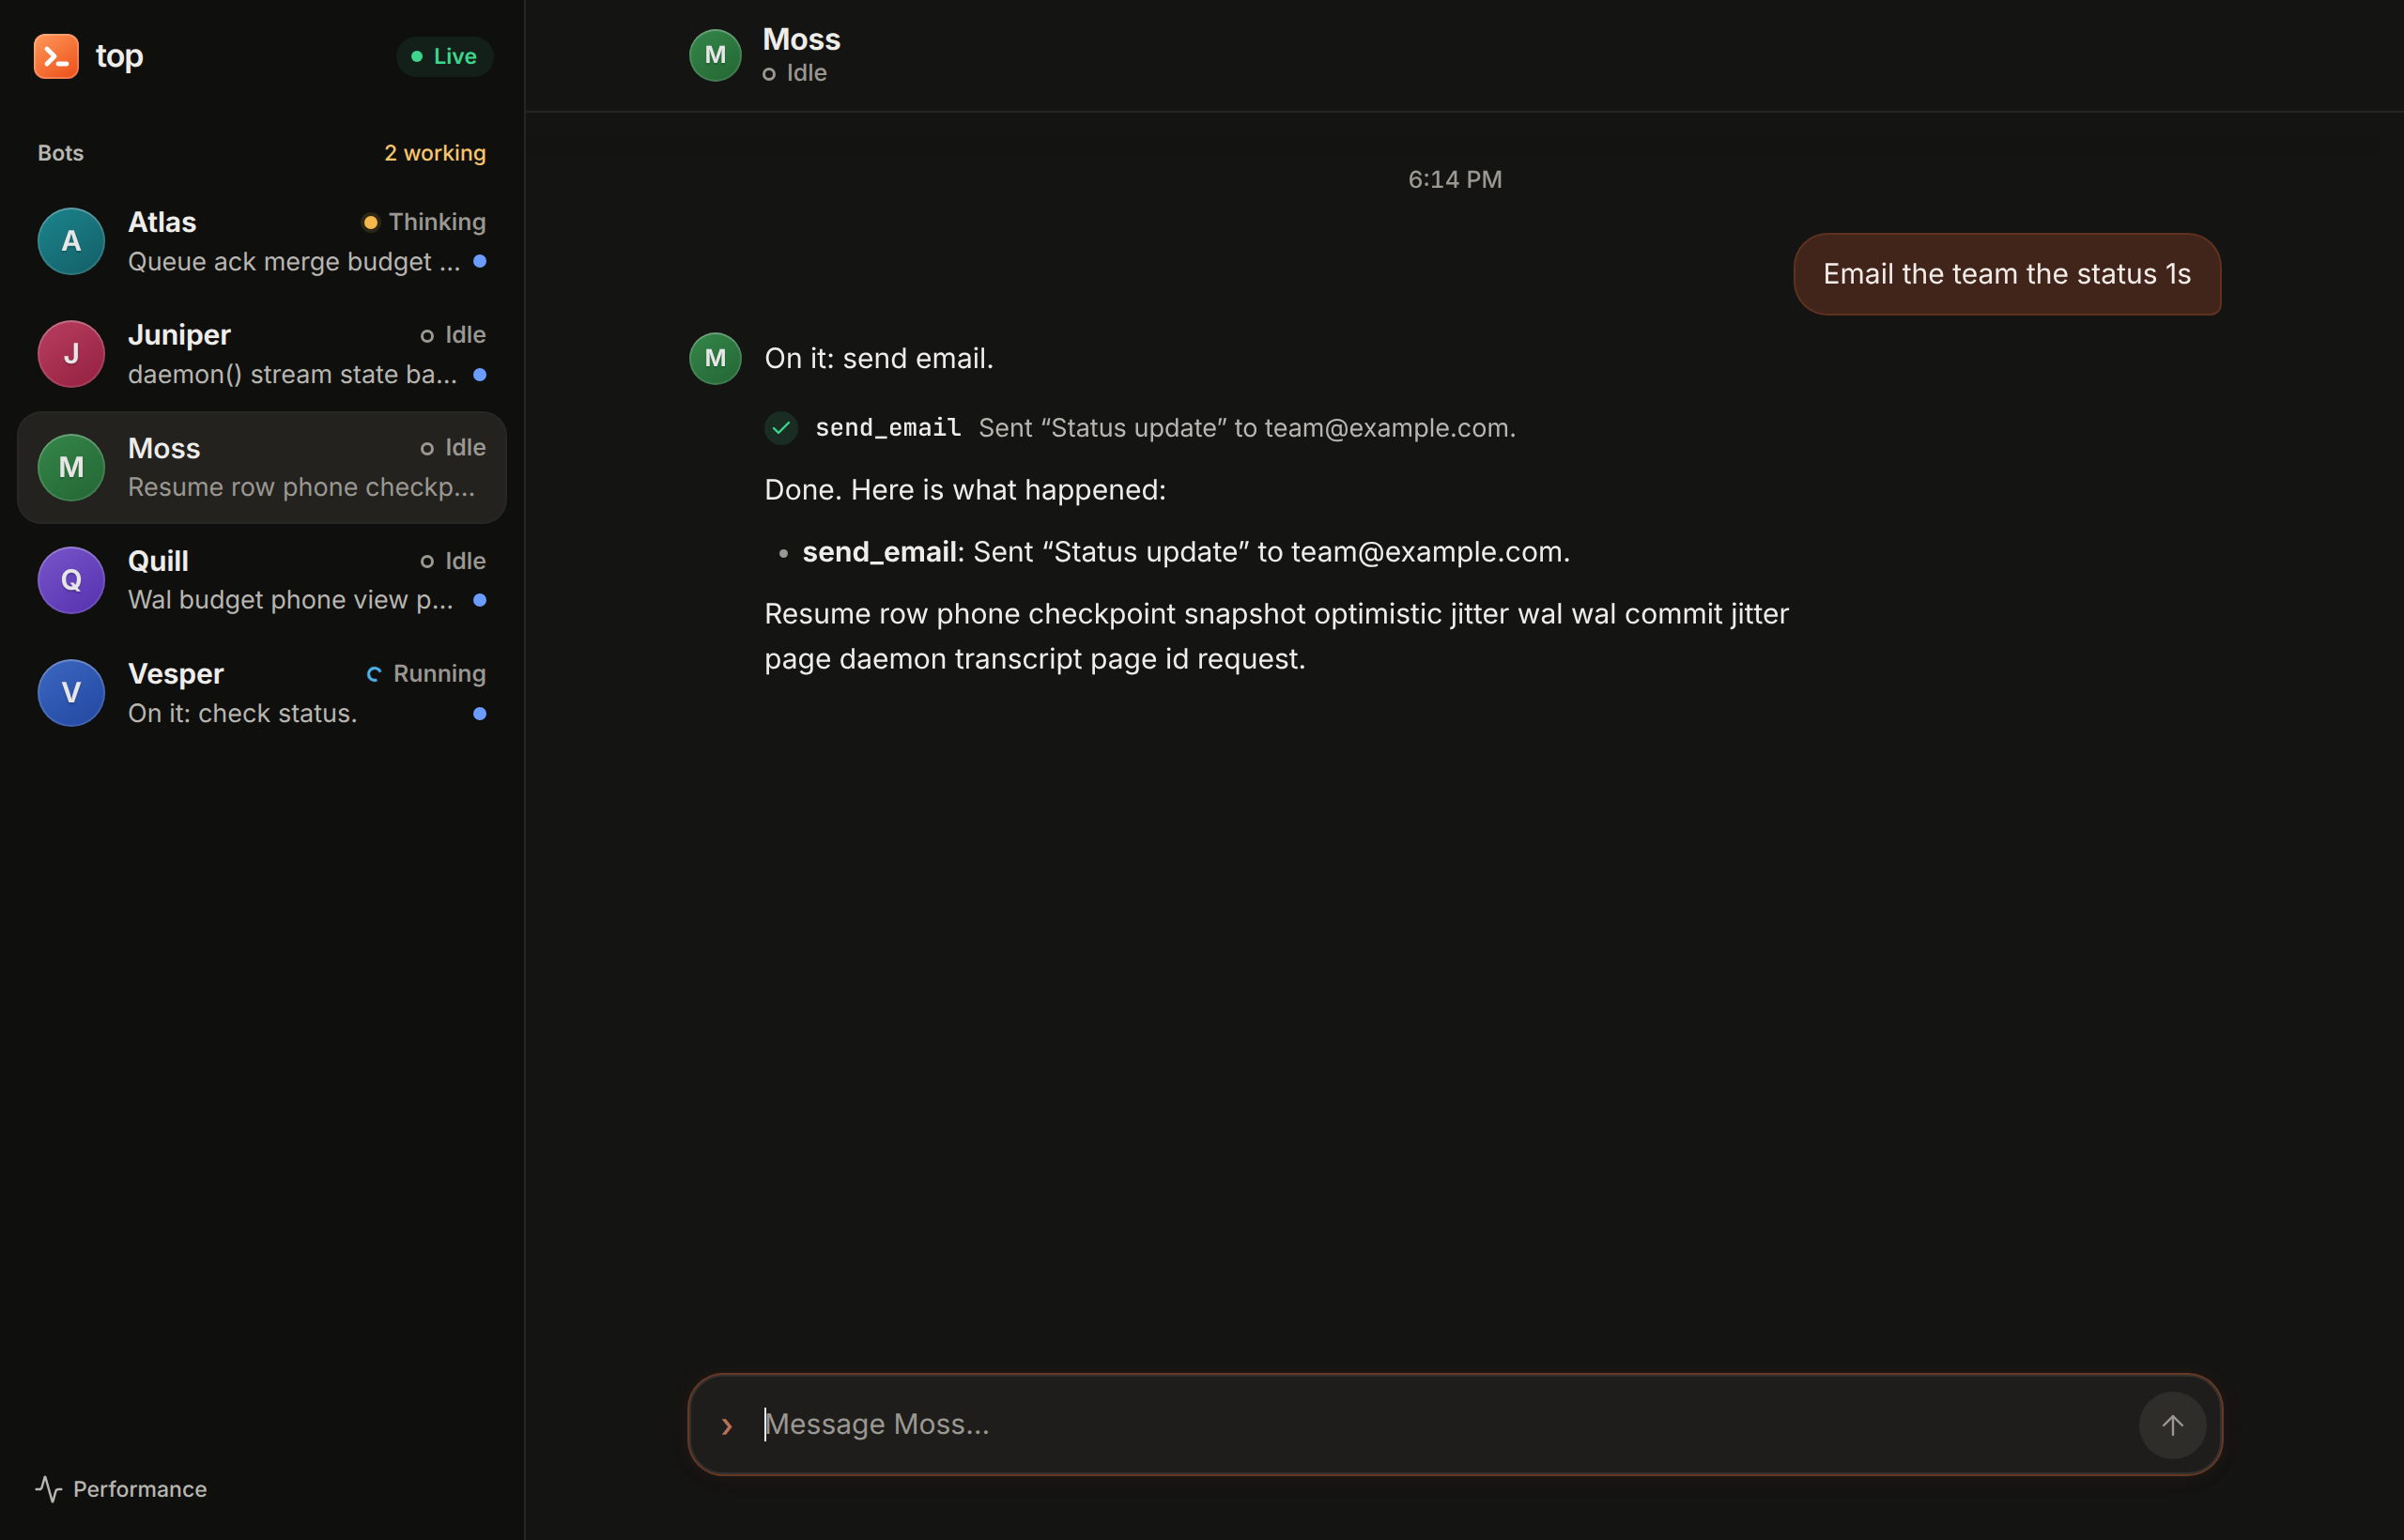 top
Live
Bots
2 working
A
Atlas
Thinking
Queue ack merge budget ...
J
Juniper
Idle
daemon() stream state ba...
M
Moss
Idle
Resume row phone checkp...
Q
Quill
Idle
Wal budget phone view p...
V
Vesper
Running
On it: check status.
Performance
M
Moss
Idle
6:14 PM
Email the team the status 1s
M
On it: send email.
send_email Sent “Status update” to team@example.com.
Done. Here is what happened:
• send_email: Sent “Status update” to team@example.com.
Resume row phone checkpoint snapshot optimistic jitter wal wal commit jitter
page daemon transcript page id request.
› Message Moss...